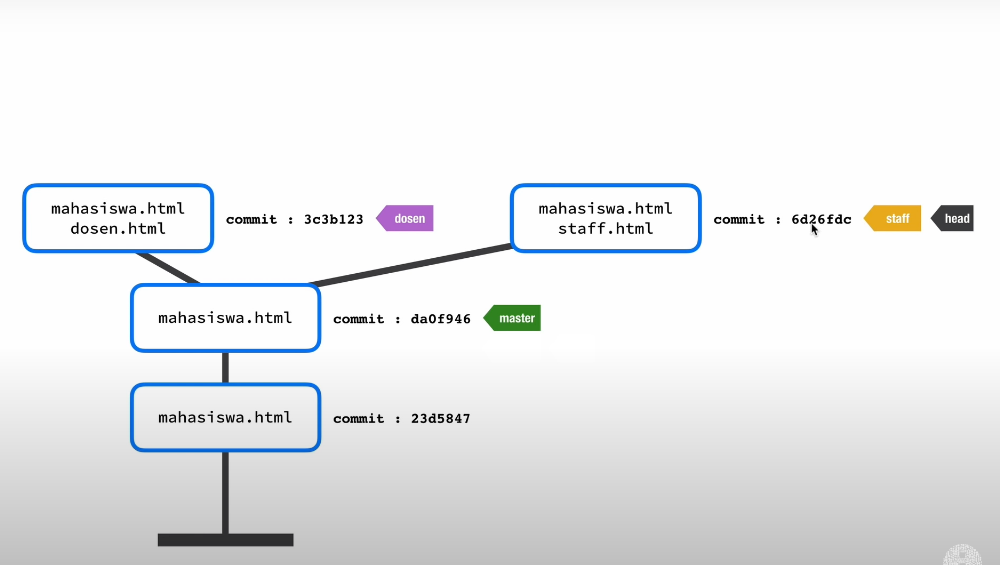 mahasiswa.html
dosen.html
commit : 3c3b123
dosen
mahasiswa.html
staff.html
commit : 6d26fdc
staff
head
mahasiswa.html
commit : da0f946
master
mahasiswa.html
commit : 23d5847